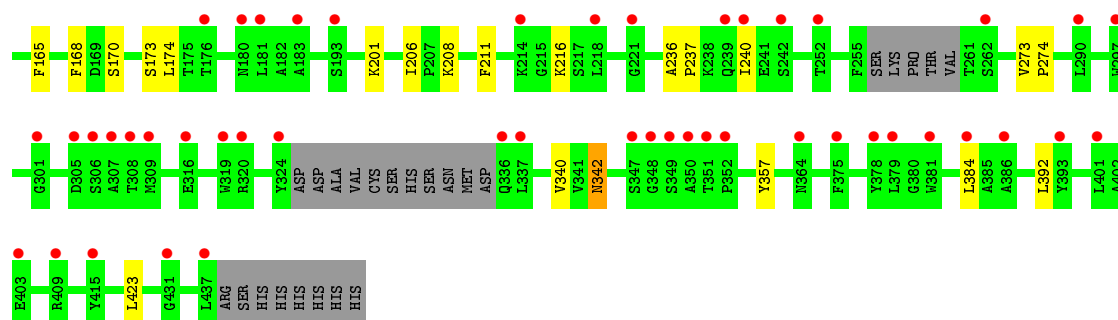 F165 F168 D169 S170 S173 L174 T175 T176 N180 L181 A182 A183 S193 K201 I206 P207 K208 F211 K214 G215 K216 S217 L218 G221 A236 P237 K238 Q239 I240 E241 S242 T252 F255 SER LYS PRO THR VAL T261 S262 V273 P274 L290 W297
G301 D305 S306 A307 T308 M309 E316 W319 R320 Y324 ASP ASP ALA VAL CYS SER HIS SER ASN MET ASP Q336 L337 V340 V341 N342 S347 G348 S349 A350 T351 P352 Y357 N364 F375 Y378 L379 G380 W381 L384 A385 A386 L392 Y393 L401 A402
E403 R409 Y415 L423 G431 L437 ARG SER HIS HIS HIS HIS HIS HIS